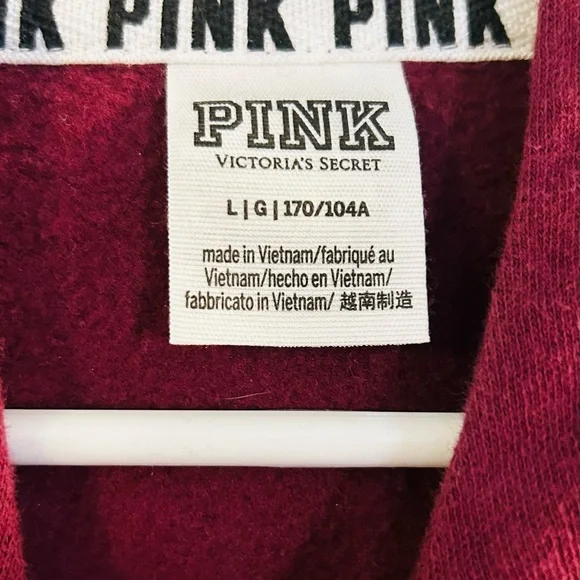 PINK PINK PINK
PINK
VICTORIA'S SECRET
L | G | 170/104A
made in Vietnam/fabriqué au
Vietnam/hecho en Vietnam/
fabbricato in Vietnam/ 越南制造